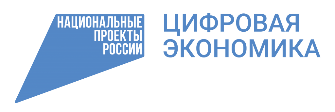 НАЦИОНАЛЬНЫЕ
ПРОЕКТЫ
РОССИИ
ЦИФРОВАЯ
ЭКОНОМИКА